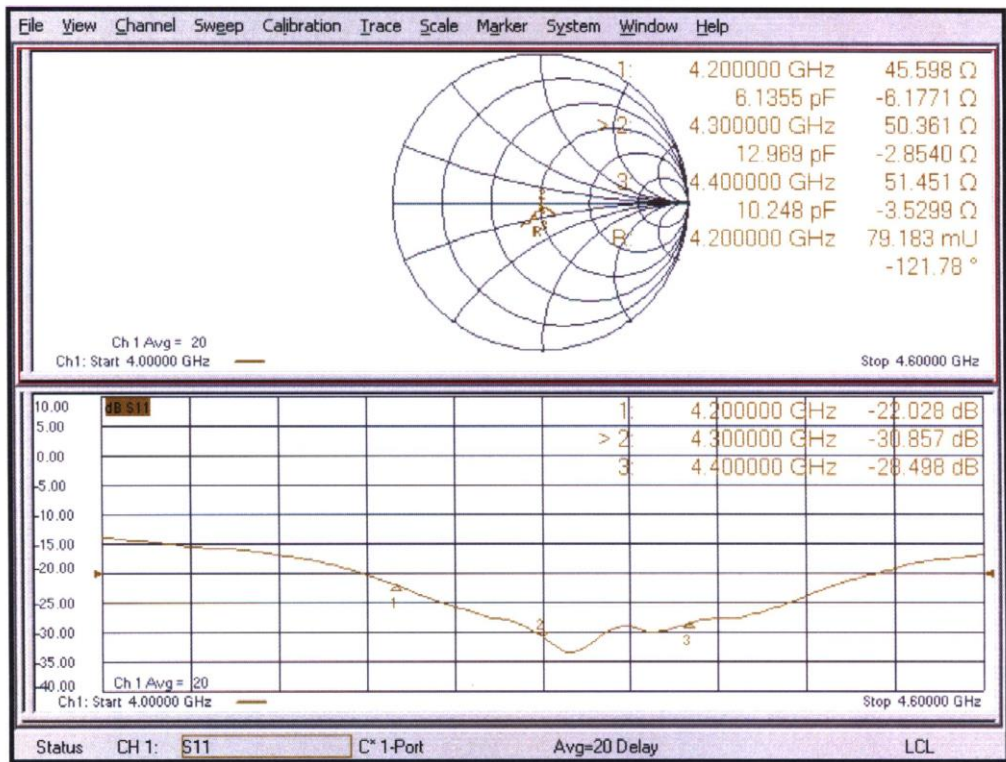 File View Channel Sweep Calibration Trace Scale Marker System Window Help
1: 4.200000 GHz 45.598 Ω
6.1355 pF -6.1771 Ω
> 2: 4.300000 GHz 50.361 Ω
12.969 pF -2.8540 Ω
3: 4.400000 GHz 51.451 Ω
10.248 pF -3.5299 Ω
R: 4.200000 GHz 79.183 mU
-121.78 °
R
Ch 1 Avg = 20
Ch1: Start 4.00000 GHz Stop 4.60000 GHz
10.00 dB S11 1: 4.200000 GHz -22.028 dB
5.00 > 2: 4.300000 GHz -30.857 dB
0.00 3: 4.400000 GHz -28.498 dB
-5.00
-10.00
-15.00
-20.00
-25.00 1
-30.00 2
3
-35.00
-40.00 Ch 1 Avg = 20
Ch1: Start 4.00000 GHz Stop 4.60000 GHz
Status CH 1: S11 C* 1-Port Avg=20 Delay LCL